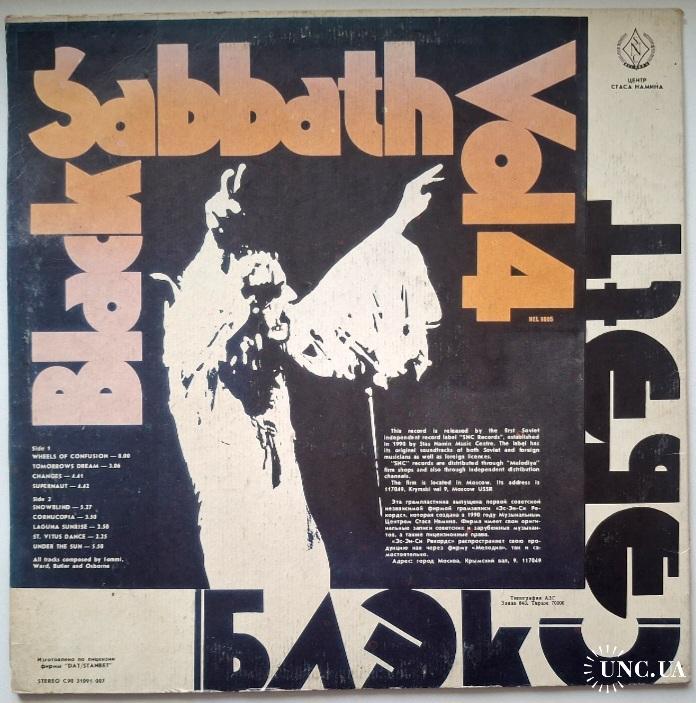 Black Sabbath Vol 4
NEL 6005
ЦЕНТР
СТАСА НАМИНА
Side 1
WHEELS OF CONFUSION — 8.00
TOMORROWS DREAM — 3.06
CHANGES — 4.41
SUPERNAUT — 4.42
Side 2
SNOWBLIND — 5.27
CORNUCOPIA — 3.50
LAGUNA SUNRISE — 2.50
ST. VITUS DANCE — 2.25
UNDER THE SUN — 5.50
All tracks composed by Iommi,
Ward, Butler and Osborne
This record is released by the first Soviet
independent record label "SNC Records", established
in 1990 by Stas Namin Music Centre. The label has
its original soundtracks of both Soviet and foreign
musicians as well as foreign licences.
"SNC" records are distributed through "Melodiya"
firm shops and also through independent distribution
channels.
The firm is located in Moscow. Its address is
117049, Krymski val 9, Moscow USSR
Эта грампластинка выпущена первой советской
независимой фирмой грамзаписи «Эс-Эн-Си Ре-
кордс», которая создана в 1990 году Музыкальным
Центром Стаса Намина. Фирма имеет свои ориги-
нальные записи советских и зарубежных музыкан-
тов, а также лицензионные права.
«Эс-Эн-Си Рекордс» распространяет свою про-
дукцию как через фирму «Мелодия», так и са-
мостоятельно.
Адрес: город Москва, Крымский вал, 9. 117049
Типография АЗС
Заказ 643. Тираж 70000
БЛЭК СЭБЭТ
Изготовлено по лицензии
фирмы "DAT/STANBET"
STEREO С90 31091 007
UNC.UA